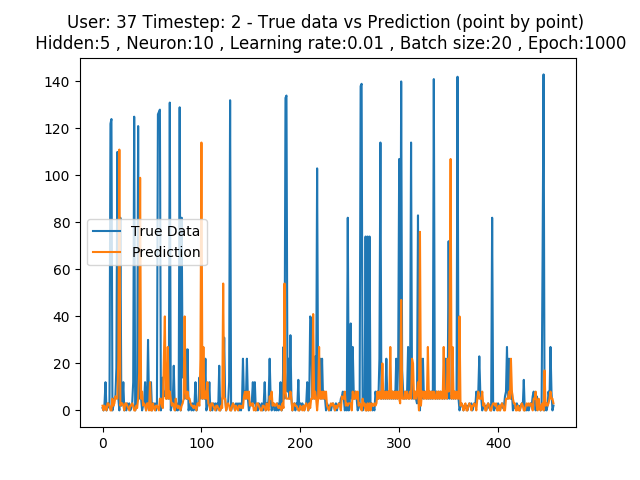 User: 37 Timestep: 2 - True data vs Prediction (point by point)
Hidden:5 , Neuron:10 , Learning rate:0.01 , Batch size:20 , Epoch:1000
140
120
100
80
60
40
20
0
True Data
Prediction
0 100 200 300 400